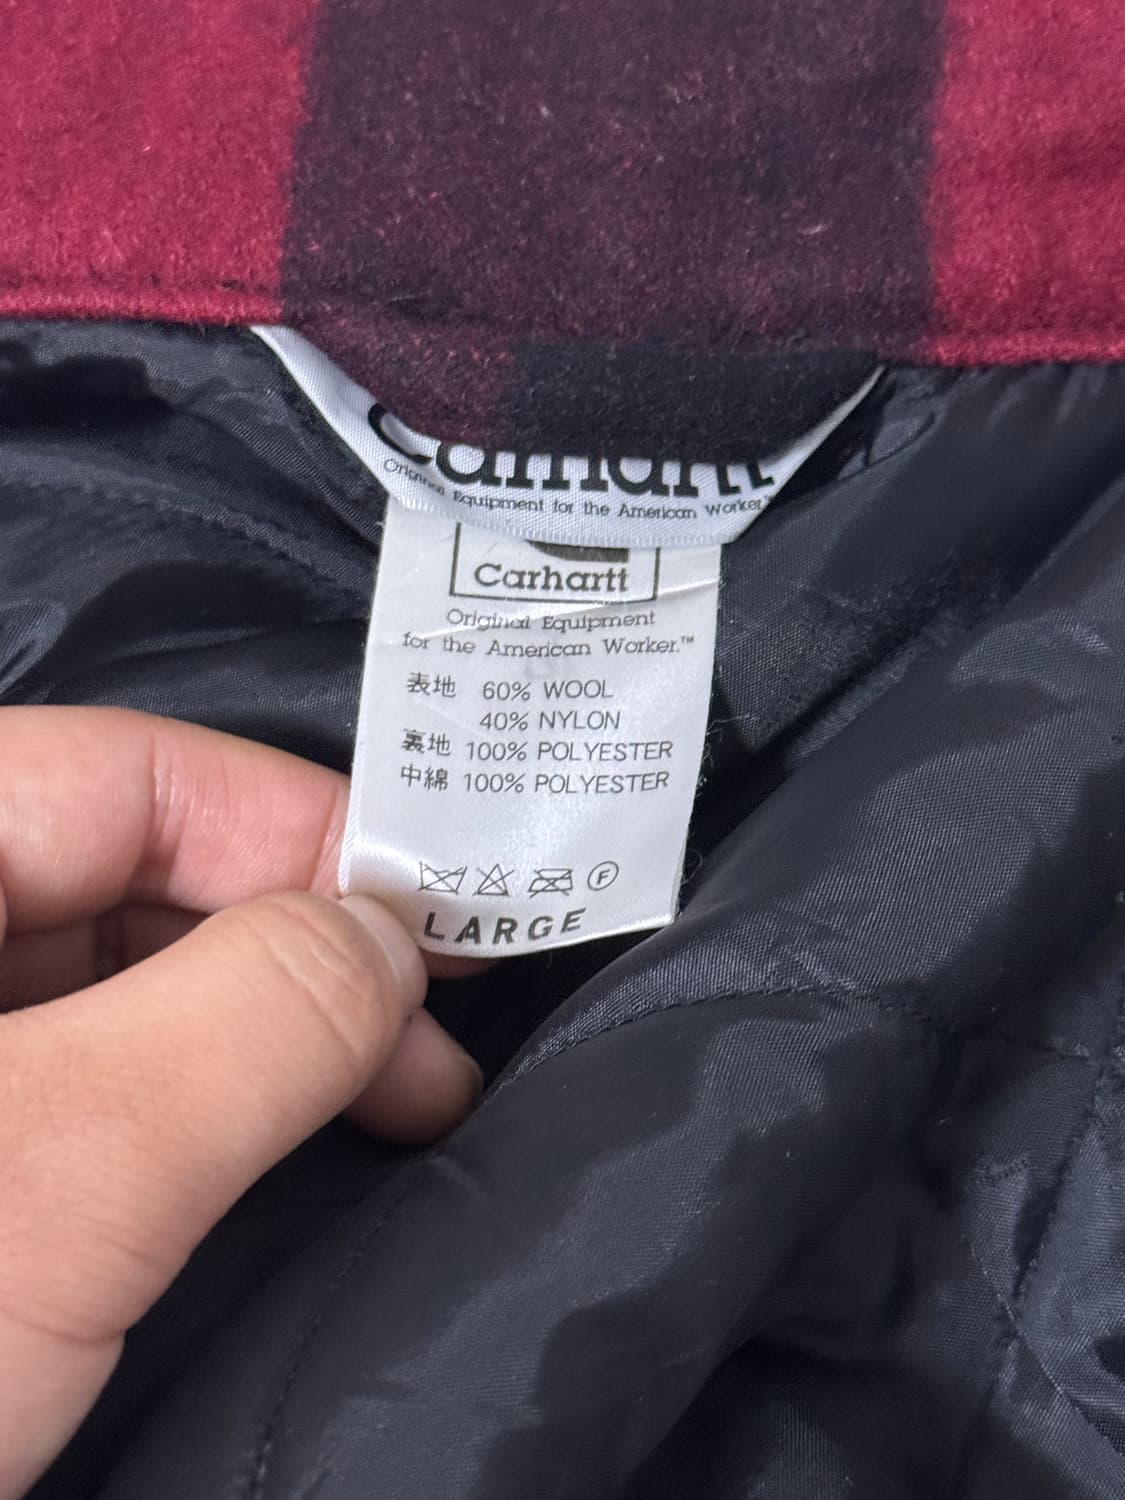 Carhartt
Original Equipment for the American Worker.™
Carhartt
Original Equipment
for the American Worker.™
表地 60% WOOL
40% NYLON
裏地 100% POLYESTER
中綿 100% POLYESTER
F
LARGE